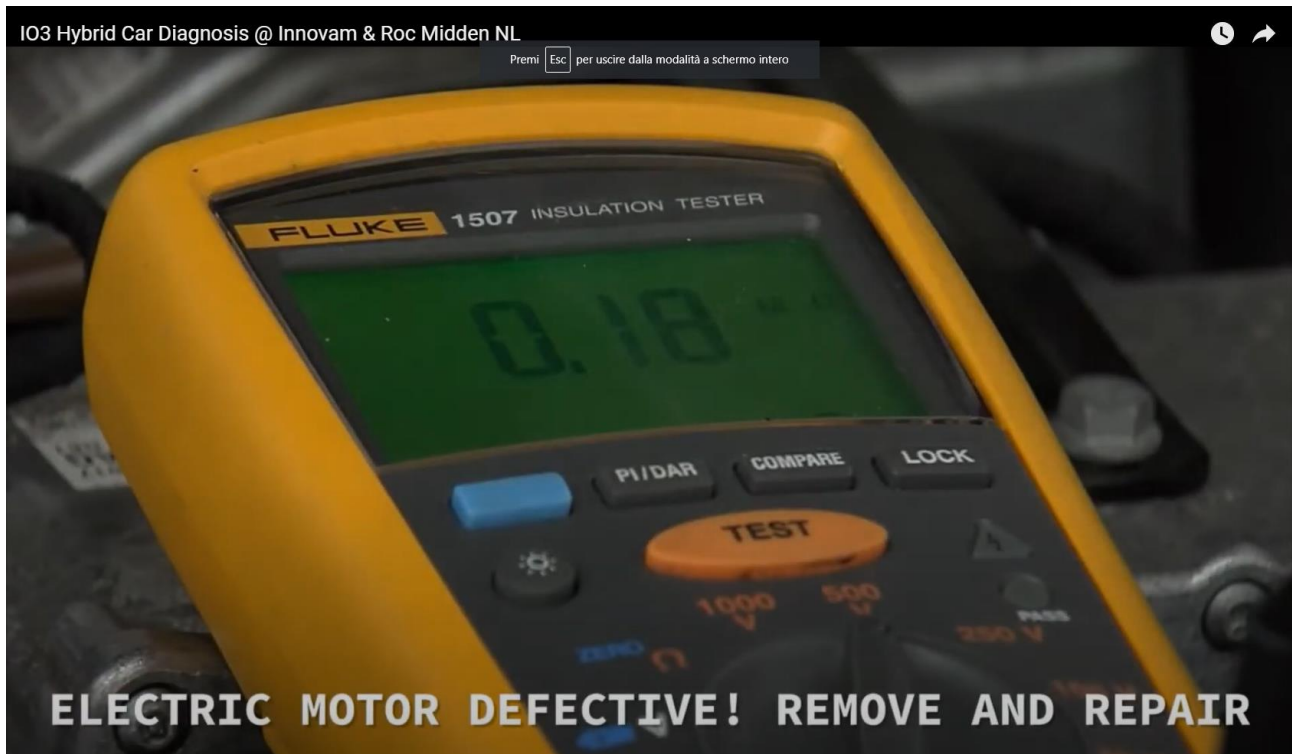 IO3 Hybrid Car Diagnosis @ Innovam & Roc Midden NL
Premi Esc per uscire dalla modalità a schermo intero
FLUKE 1507 INSULATION TESTER
0.18
PI/DAR COMPARE LOCK
TEST
1000 V
500 V
250 V
PASS
ZERO Ω
ELECTRIC MOTOR DEFECTIVE! REMOVE AND REPAIR